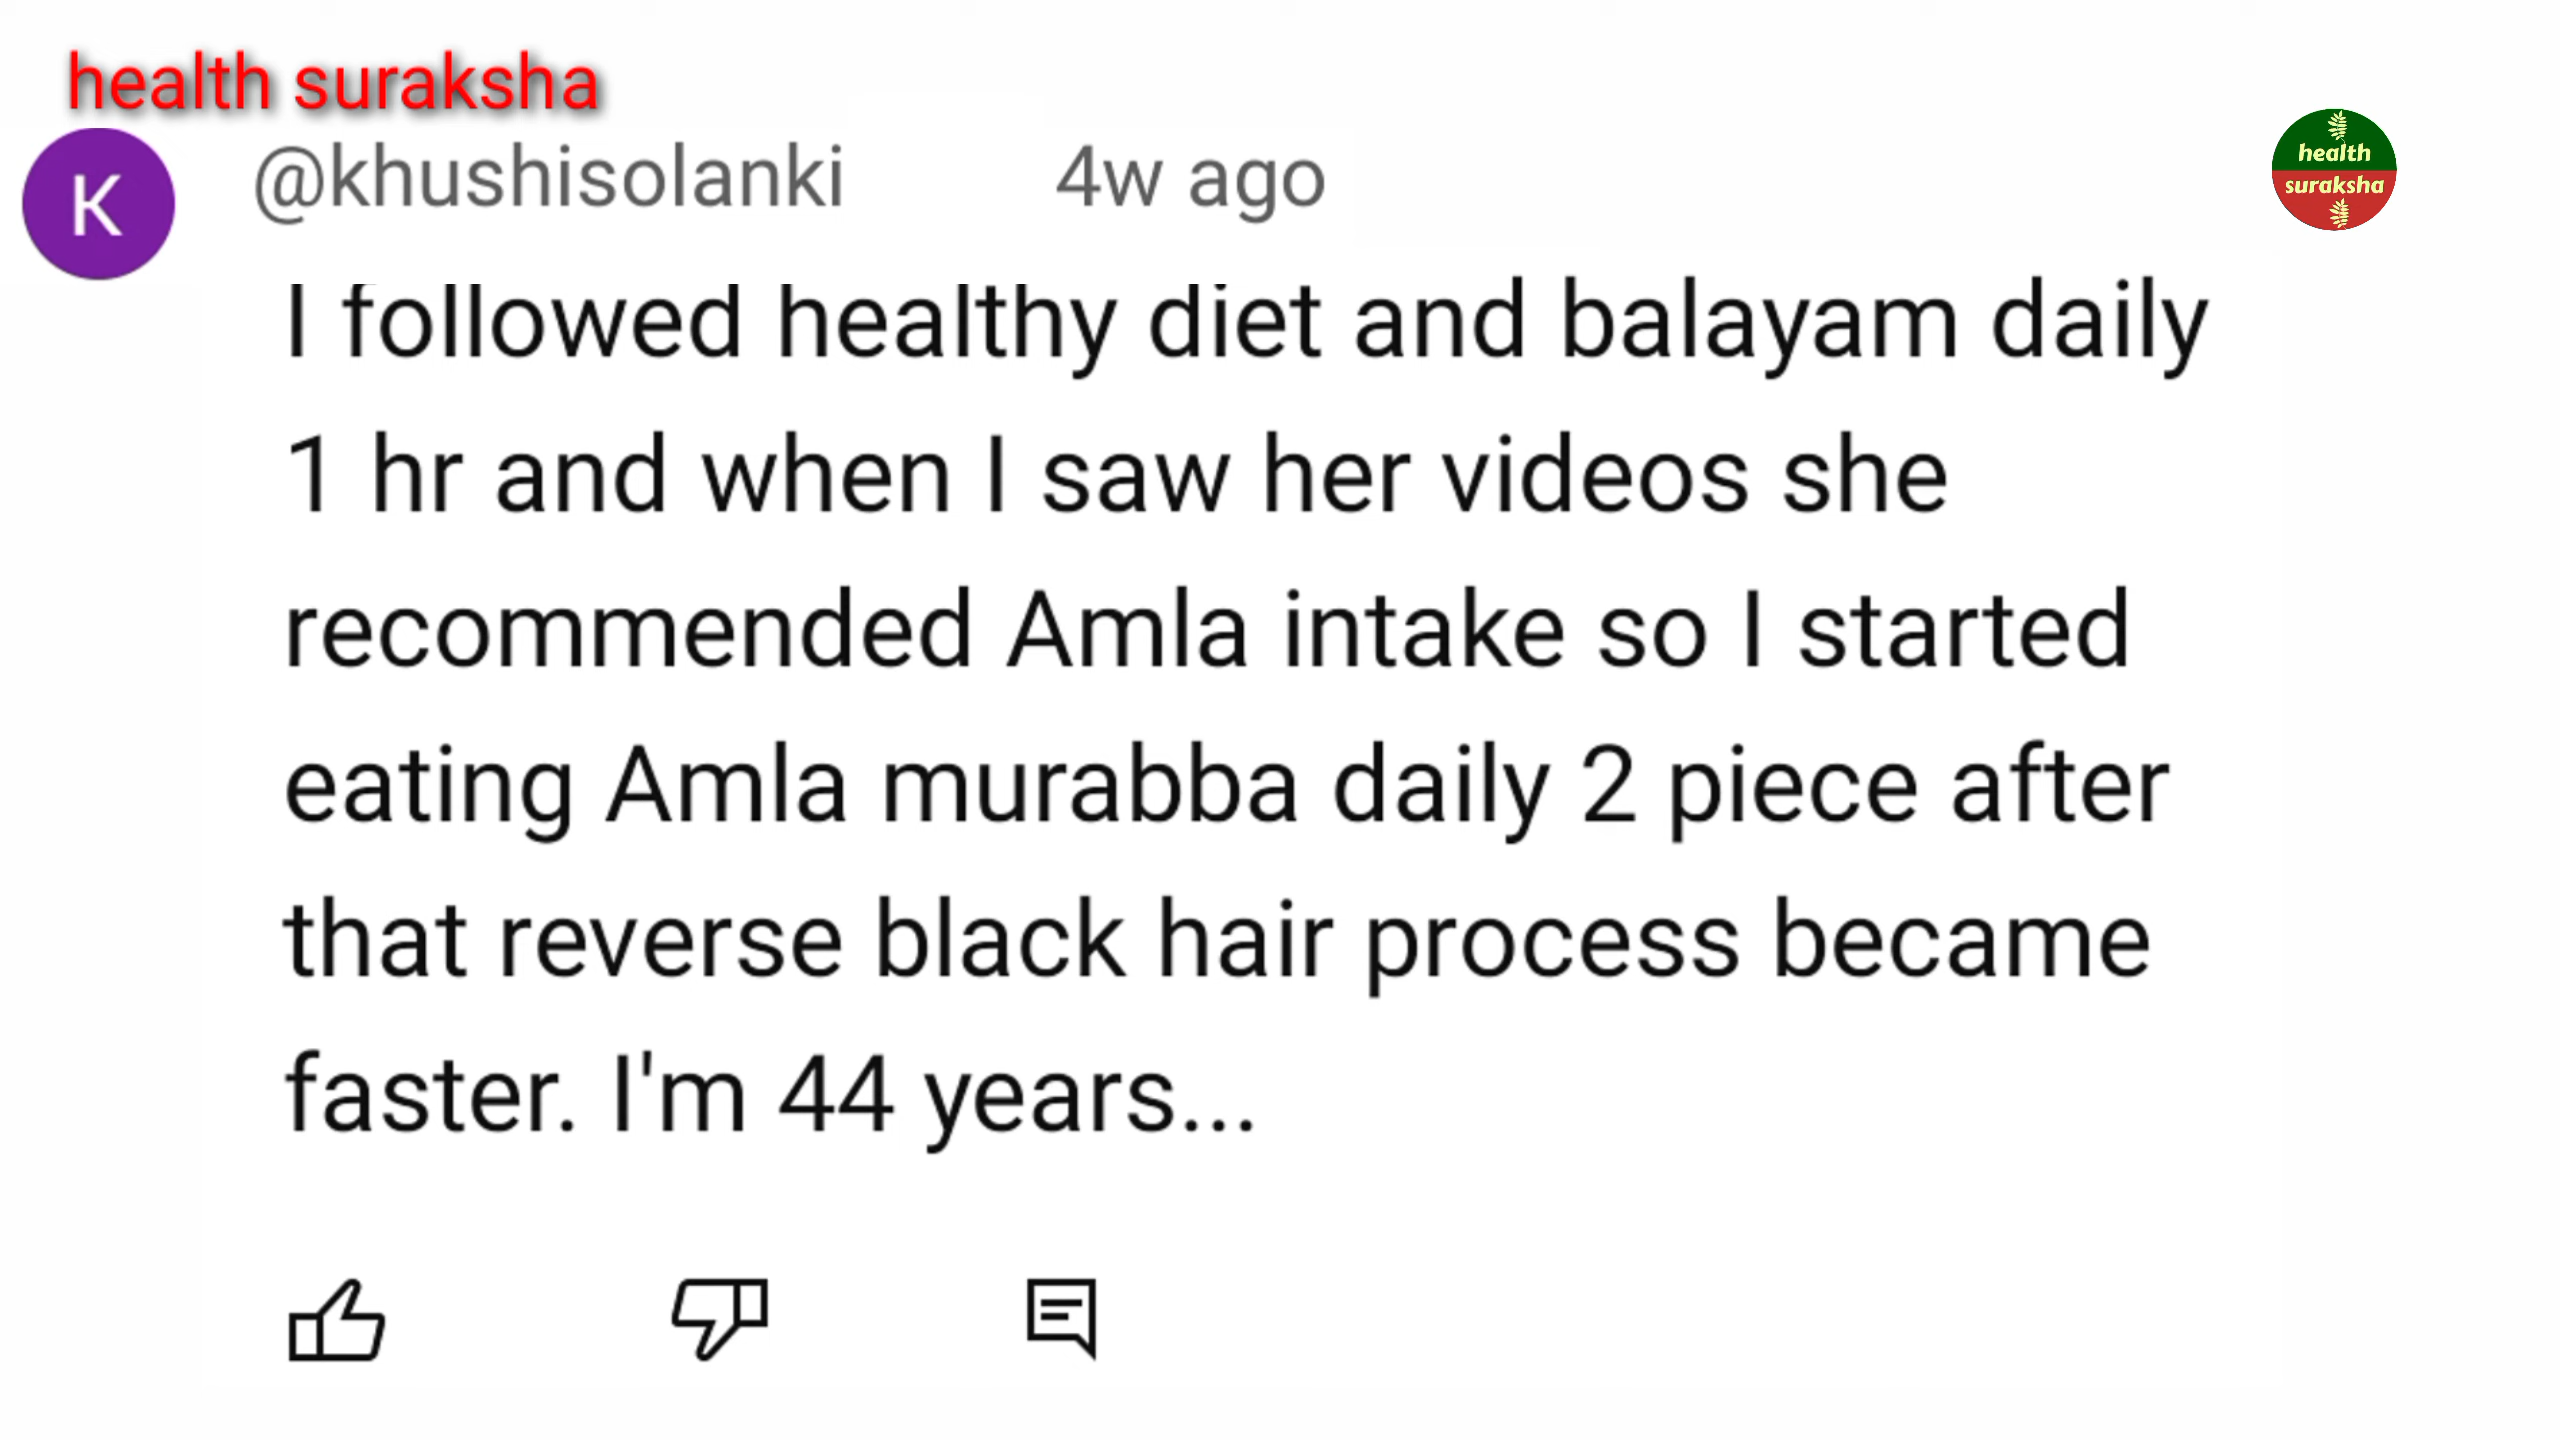 health suraksha
K
@khushisolanki 4w ago
health
suraksha
I followed healthy diet and balayam daily
1 hr and when I saw her videos she
recommended Amla intake so I started
eating Amla murabba daily 2 piece after
that reverse black hair process became
faster. I'm 44 years...